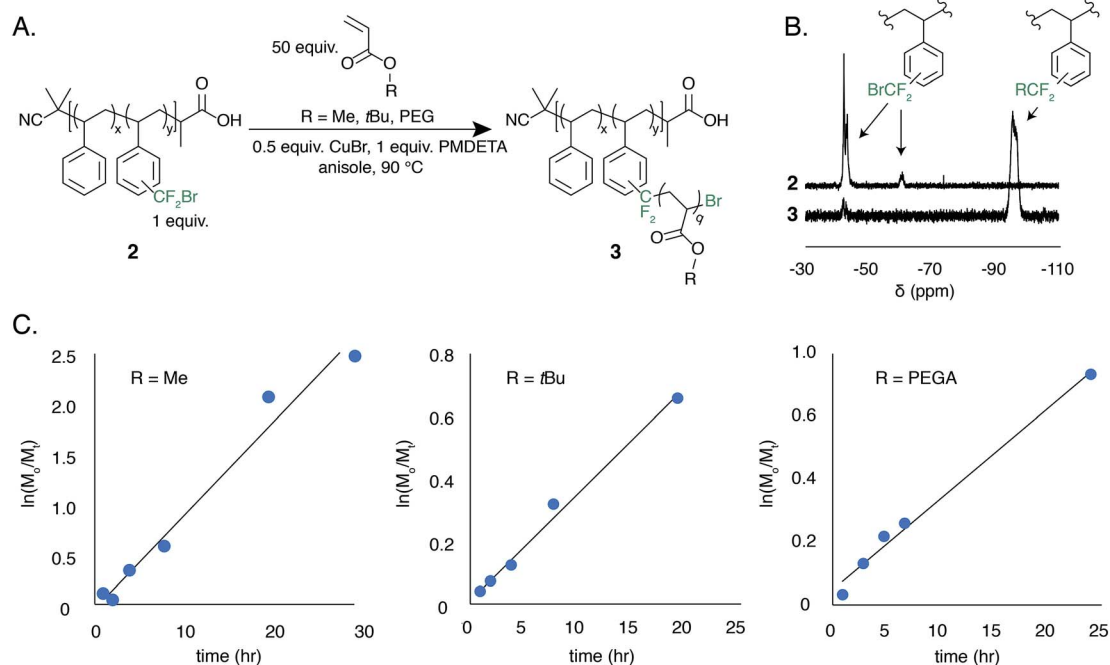 A.
50 equiv.
O
O
R
R = Me, tBu, PEG
0.5 equiv. CuBr, 1 equiv. PMDETA
anisole, 90 °C
NC
x
y
O
OH
CF₂Br
1 equiv.
2
NC
x
y
O
OH
C
F₂
q
Br
O
O
R
3
B.
BrCF₂
RCF₂
2
3
-30 -50 -70 -90 -110
δ (ppm)
C.
R = Me
2.5
2.0
1.5
1.0
0.5
0
ln(Mₒ/Mₜ)
0 10 20 30
time (hr)
R = tBu
0.8
0.6
0.4
0.2
0
ln(Mₒ/Mₜ)
0 5 10 15 20 25
time (hr)
R = PEGA
1.0
0.6
0.4
0.2
0
ln(Mₒ/Mₜ)
0 5 10 15 20 25
time (hr)